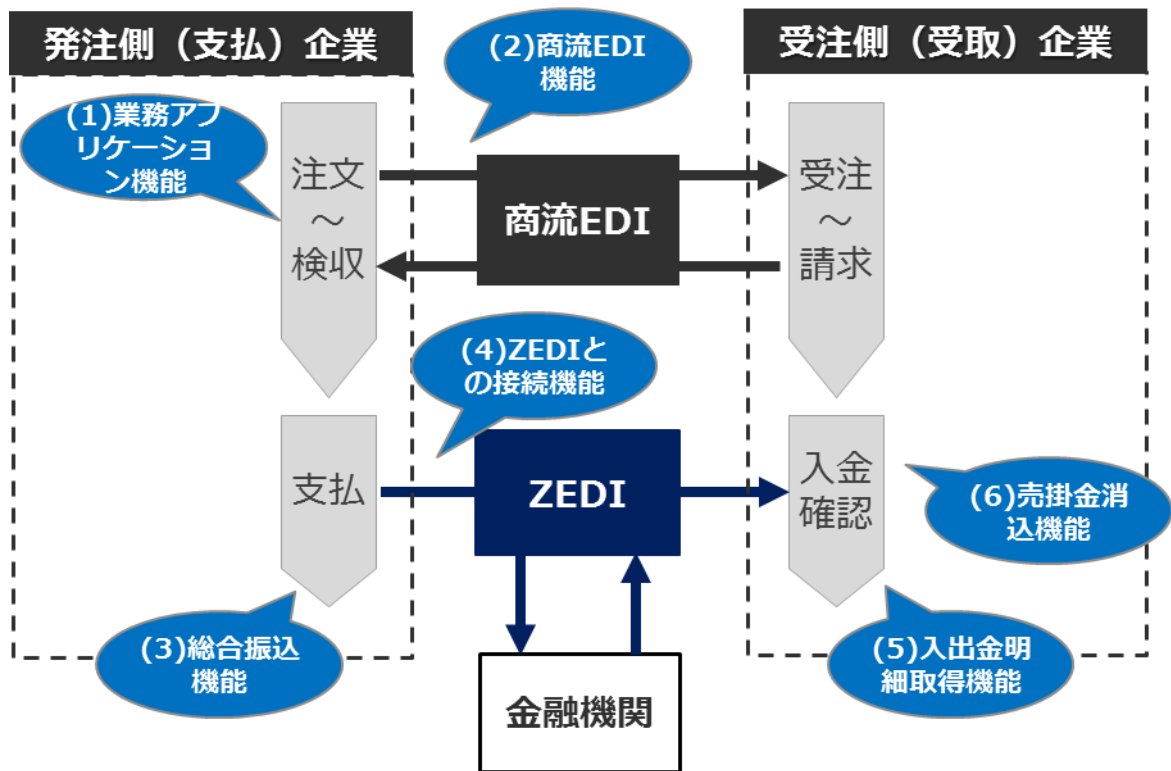 発注側（支払）企業
(2)商流EDI
機能
受注側（受取）企業
(1)業務アプ
リケーショ
ン機能
注文
～
検収
商流EDI
受注
～
請求
(4)ZEDIと
の接続機能
支払
ZEDI
入金
確認
(6)売掛金消
込機能
(3)総合振込
機能
(5)入出金明
細取得機能
金融機関